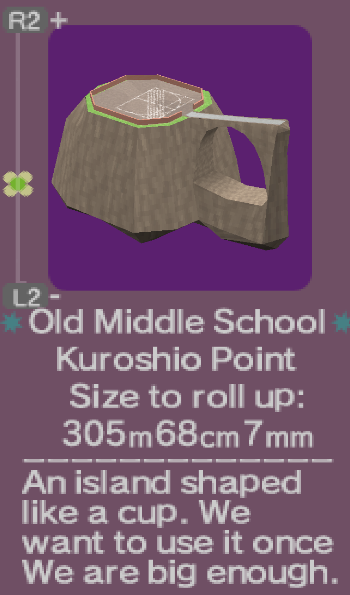 R2 +
L2 -
Old Middle School
Kuroshio Point
Size to roll up:
305m68cm7mm
An island shaped
like a cup. We
want to use it once
We are big enough.